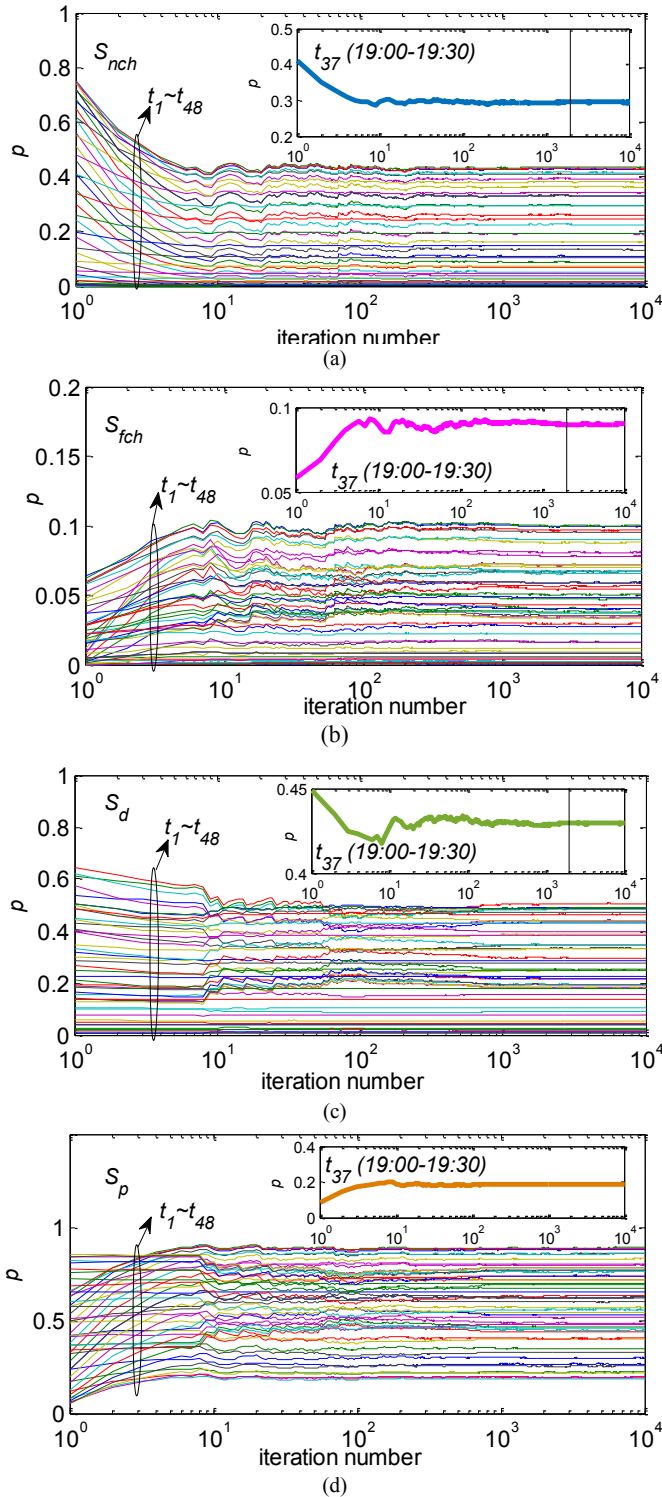 S_nch
t_1~t_48
t_37 (19:00-19:30)
p
0.5
0.4
0.3
0.2
10^0 10^1 10^2 10^3 10^4
p
1
0.8
0.6
0.4
0.2
0
10^0 10^1 10^2 10^3 10^4
iteration number
(a)
S_fch
t_1~t_48
t_37 (19:00-19:30)
p
0.1
0.05
10^0 10^1 10^2 10^3 10^4
p
0.2
0.15
0.1
0.05
0
10^0 10^1 10^2 10^3 10^4
iteration number
(b)
S_d
t_1~t_48
t_37 (19:00-19:30)
p
0.45
0.4
10^0 10^1 10^2 10^3 10^4
p
1
0.8
0.6
0.4
0.2
0
10^0 10^1 10^2 10^3 10^4
iteration number
(c)
S_p
t_1~t_48
t_37 (19:00-19:30)
p
0.4
0.2
0
10^0 10^1 10^2 10^3 10^4
p
1
0.5
0
10^0 10^1 10^2 10^3 10^4
iteration number
(d)